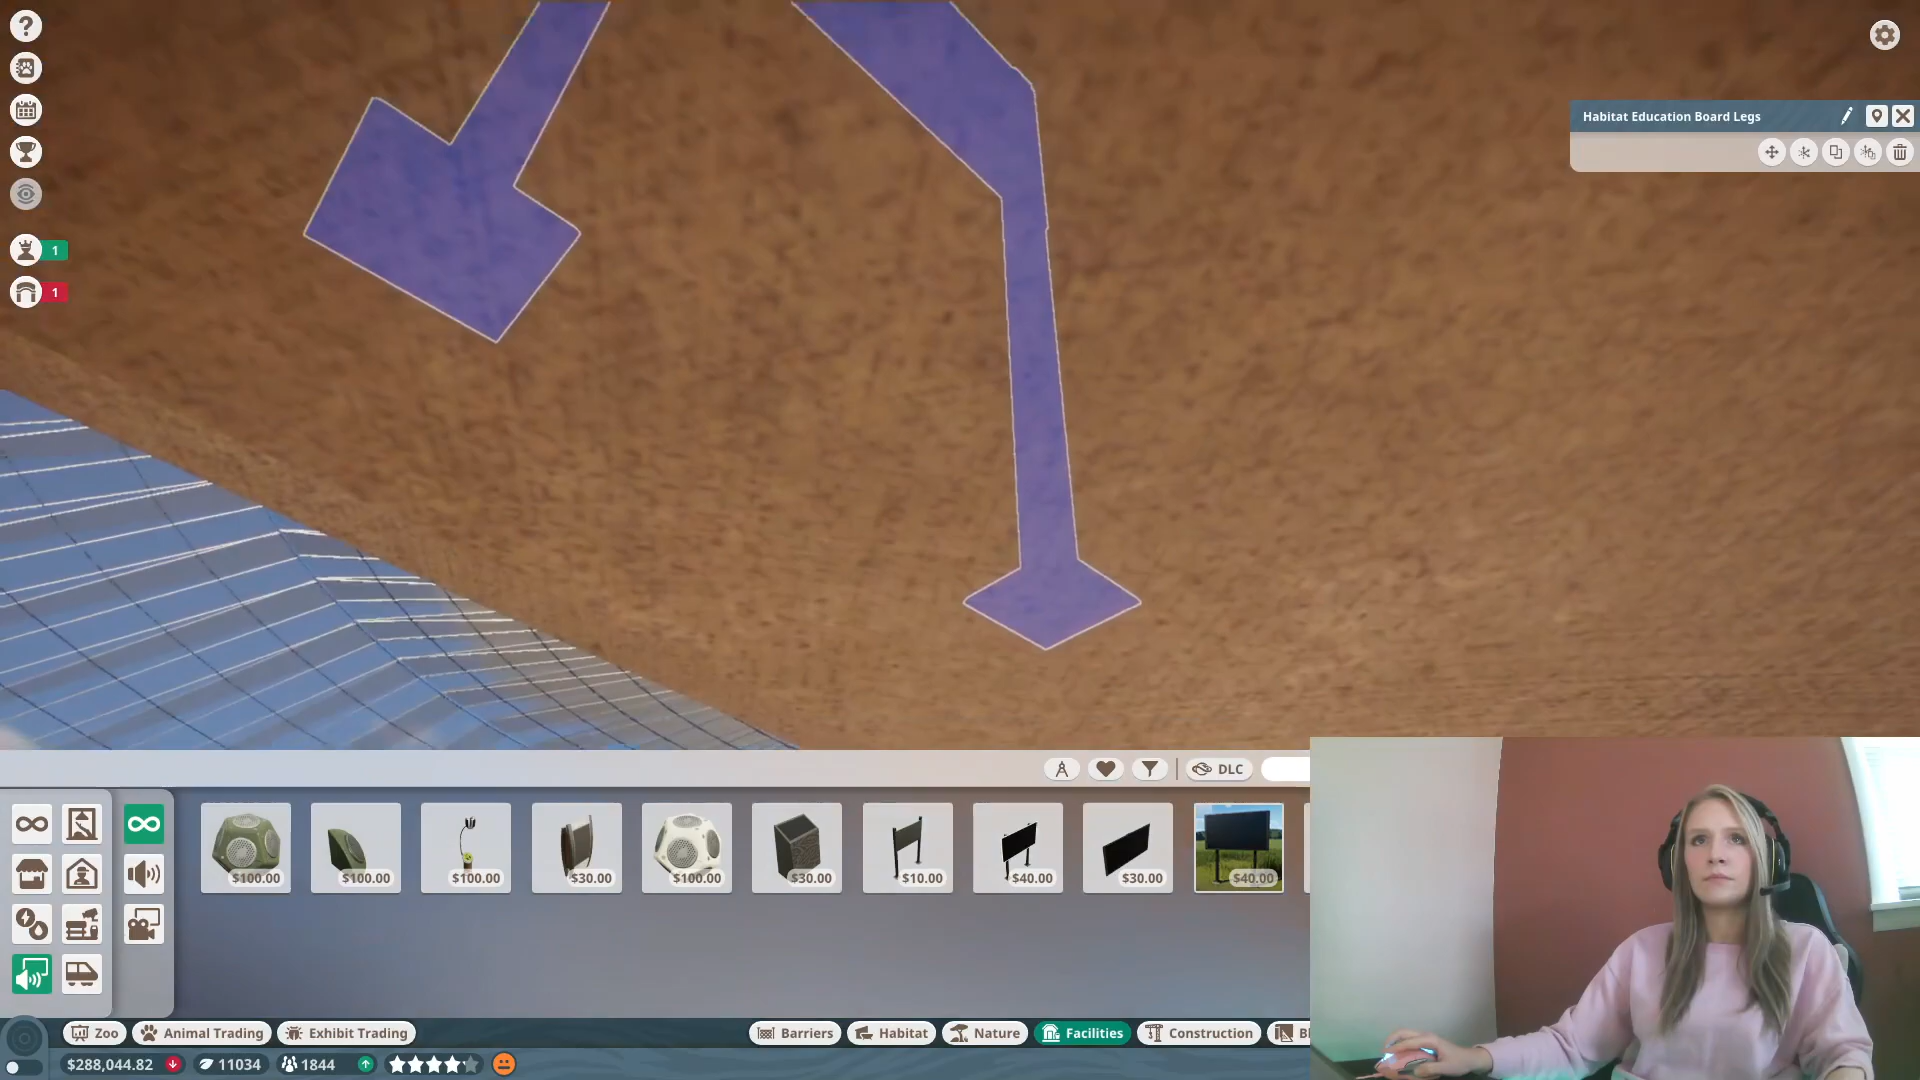 ?
1
1
Habitat Education Board Legs
DLC
$100.00
$100.00
$100.00
$30.00
$100.00
$30.00
$10.00
$40.00
$30.00
$40.00
Zoo
Animal Trading
Exhibit Trading
Barriers
Habitat
Nature
Facilities
Construction
Bl
$288,044.82
11034
1844